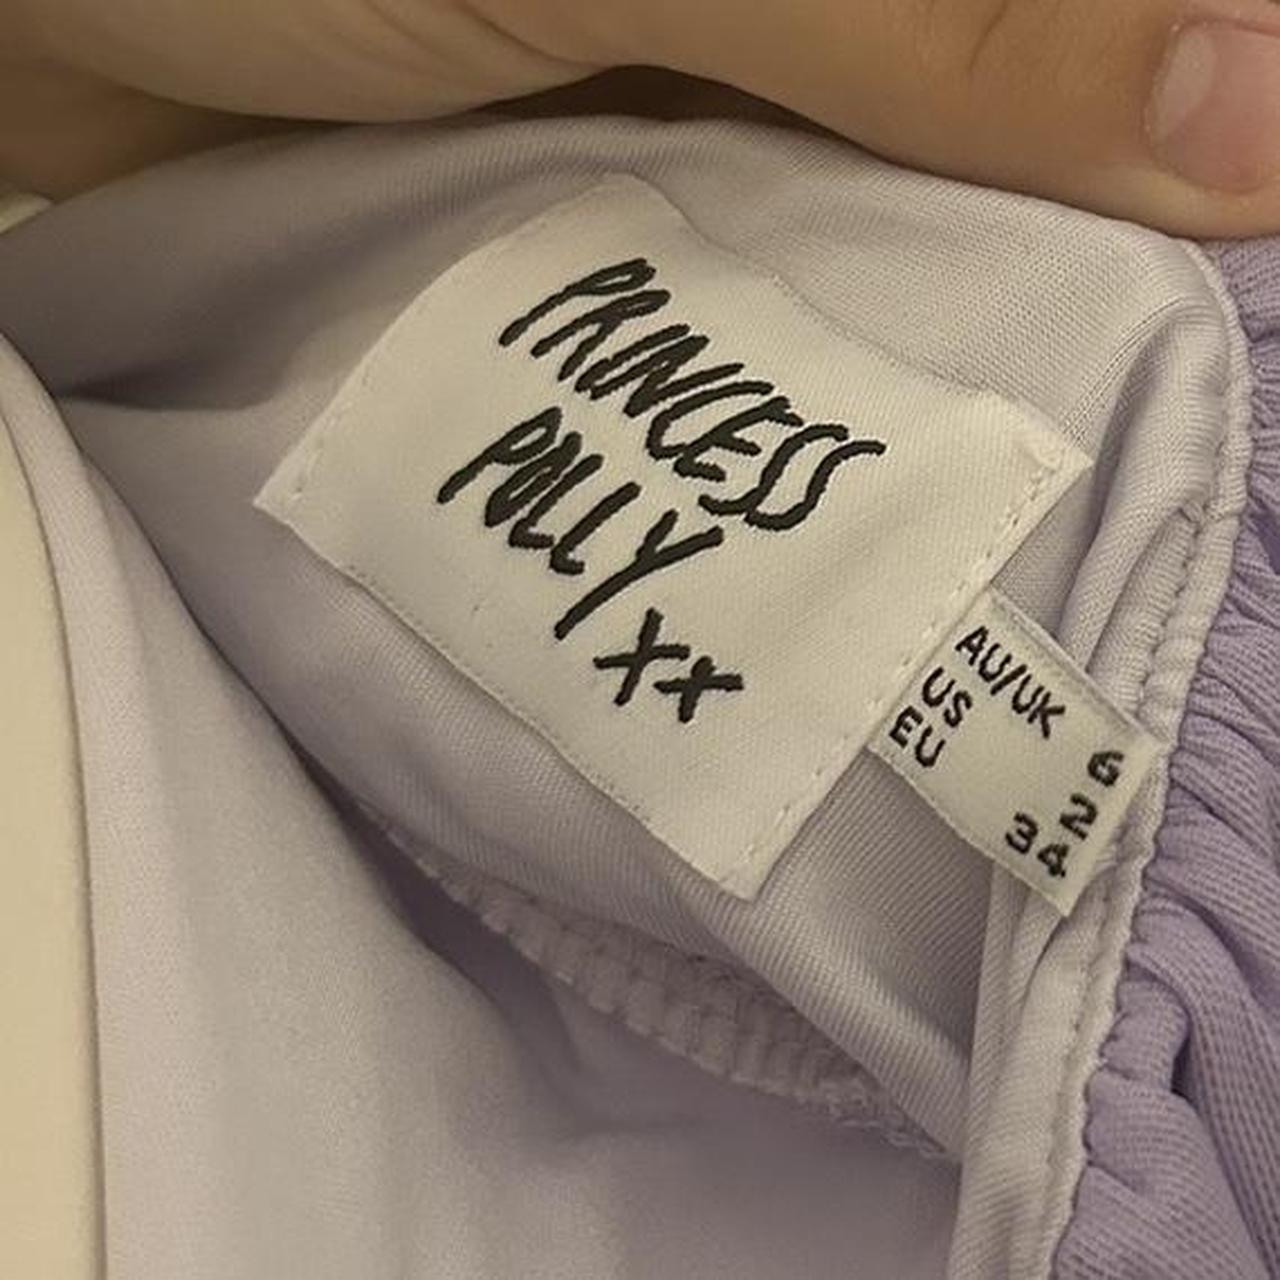 PRINCESS
POLLY
xx
AU/UK 6
US 2
EU 34